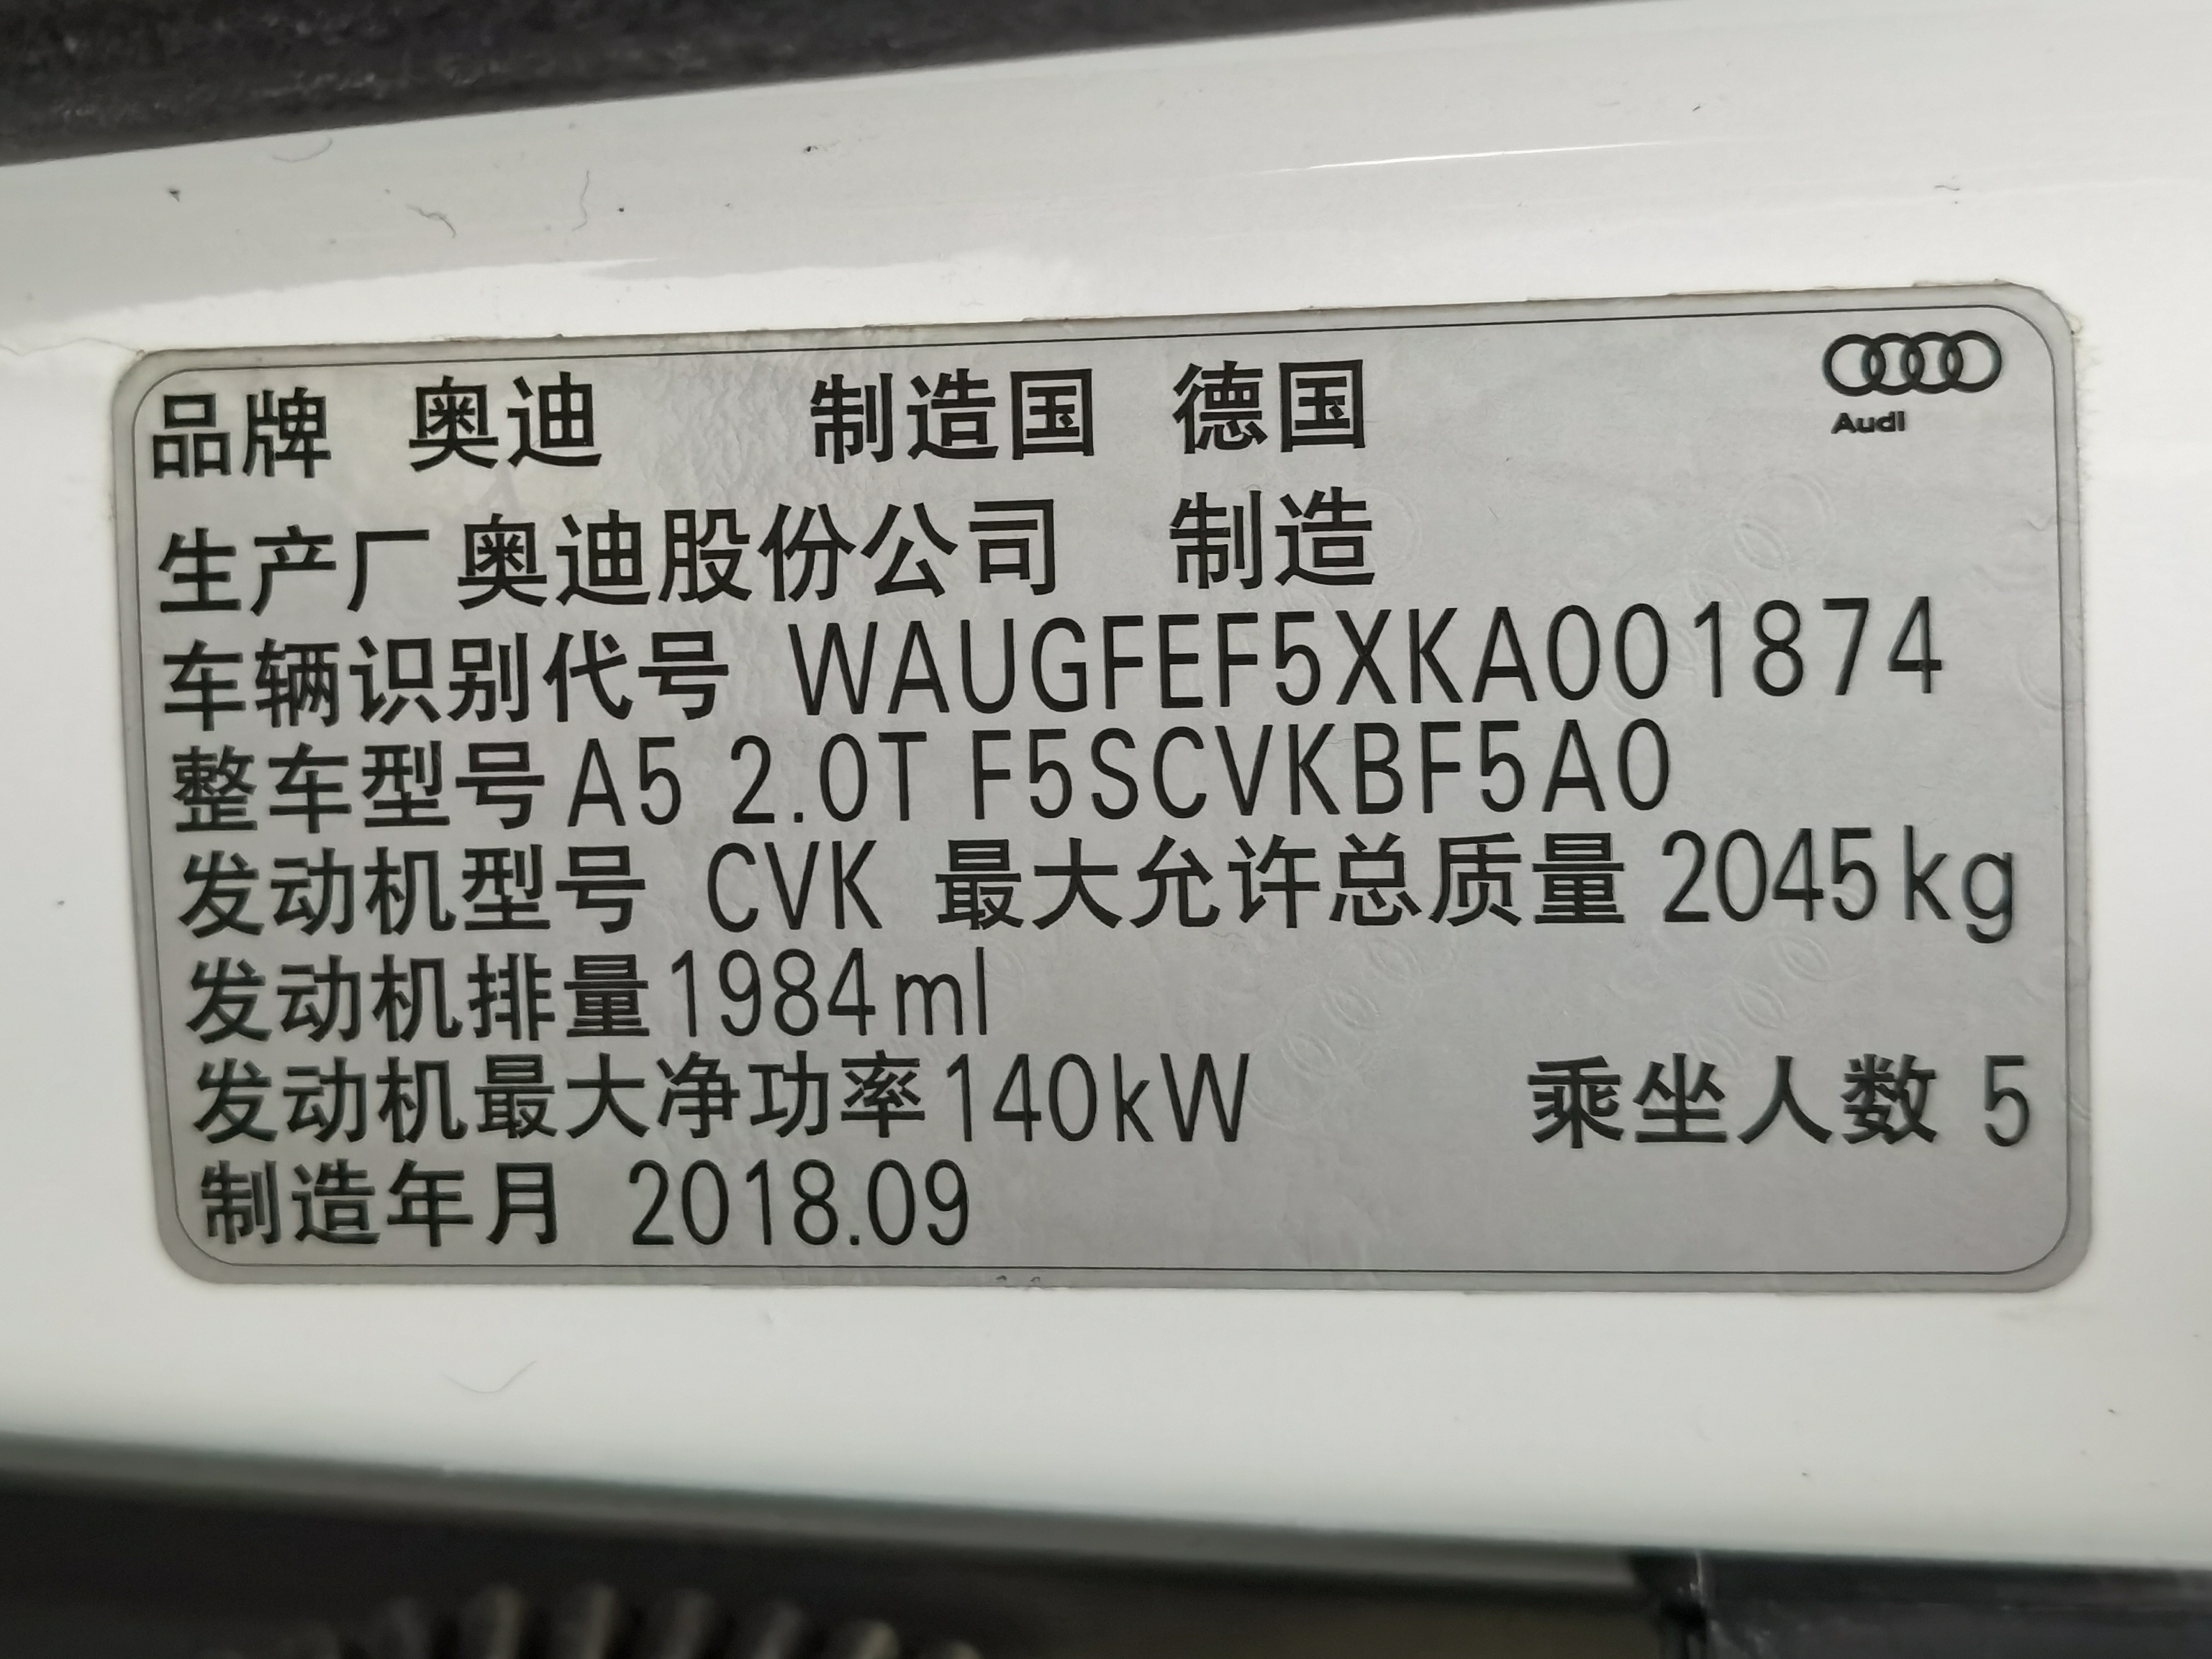 品牌 奥迪 制造国 德国
Audi
生产厂 奥迪股份公司 制造
车辆识别代号 WAUGFEF5XKA001874
整车型号 A5 2.0T F5SCVKBF5A0
发动机型号 CVK 最大允许总质量 2045kg
发动机排量 1984ml
发动机最大净功率 140kW 乘坐人数 5
制造年月 2018.09